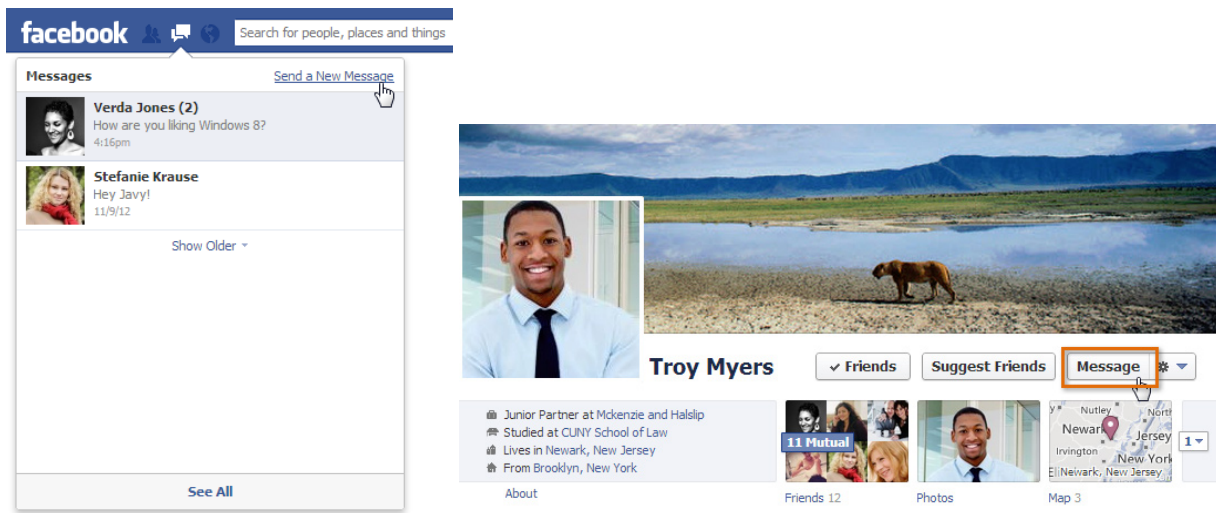 facebook
Search for people, places and things
Messages
Send a New Message
Verda Jones (2)
How are you liking Windows 8?
4:16pm
Stefanie Krause
Hey Javy!
11/9/12
Show Older
See All
Troy Myers
Friends
Suggest Friends
Message
Junior Partner at Mckenzie and Halslip
Studied at CUNY School of Law
Lives in Newark, New Jersey
From Brooklyn, New York
About
11 Mutual
Friends 12
Photos
Nutley
North
Newark
Jersey
Irvington
New York
Newark, New Jersey
Map 3
1